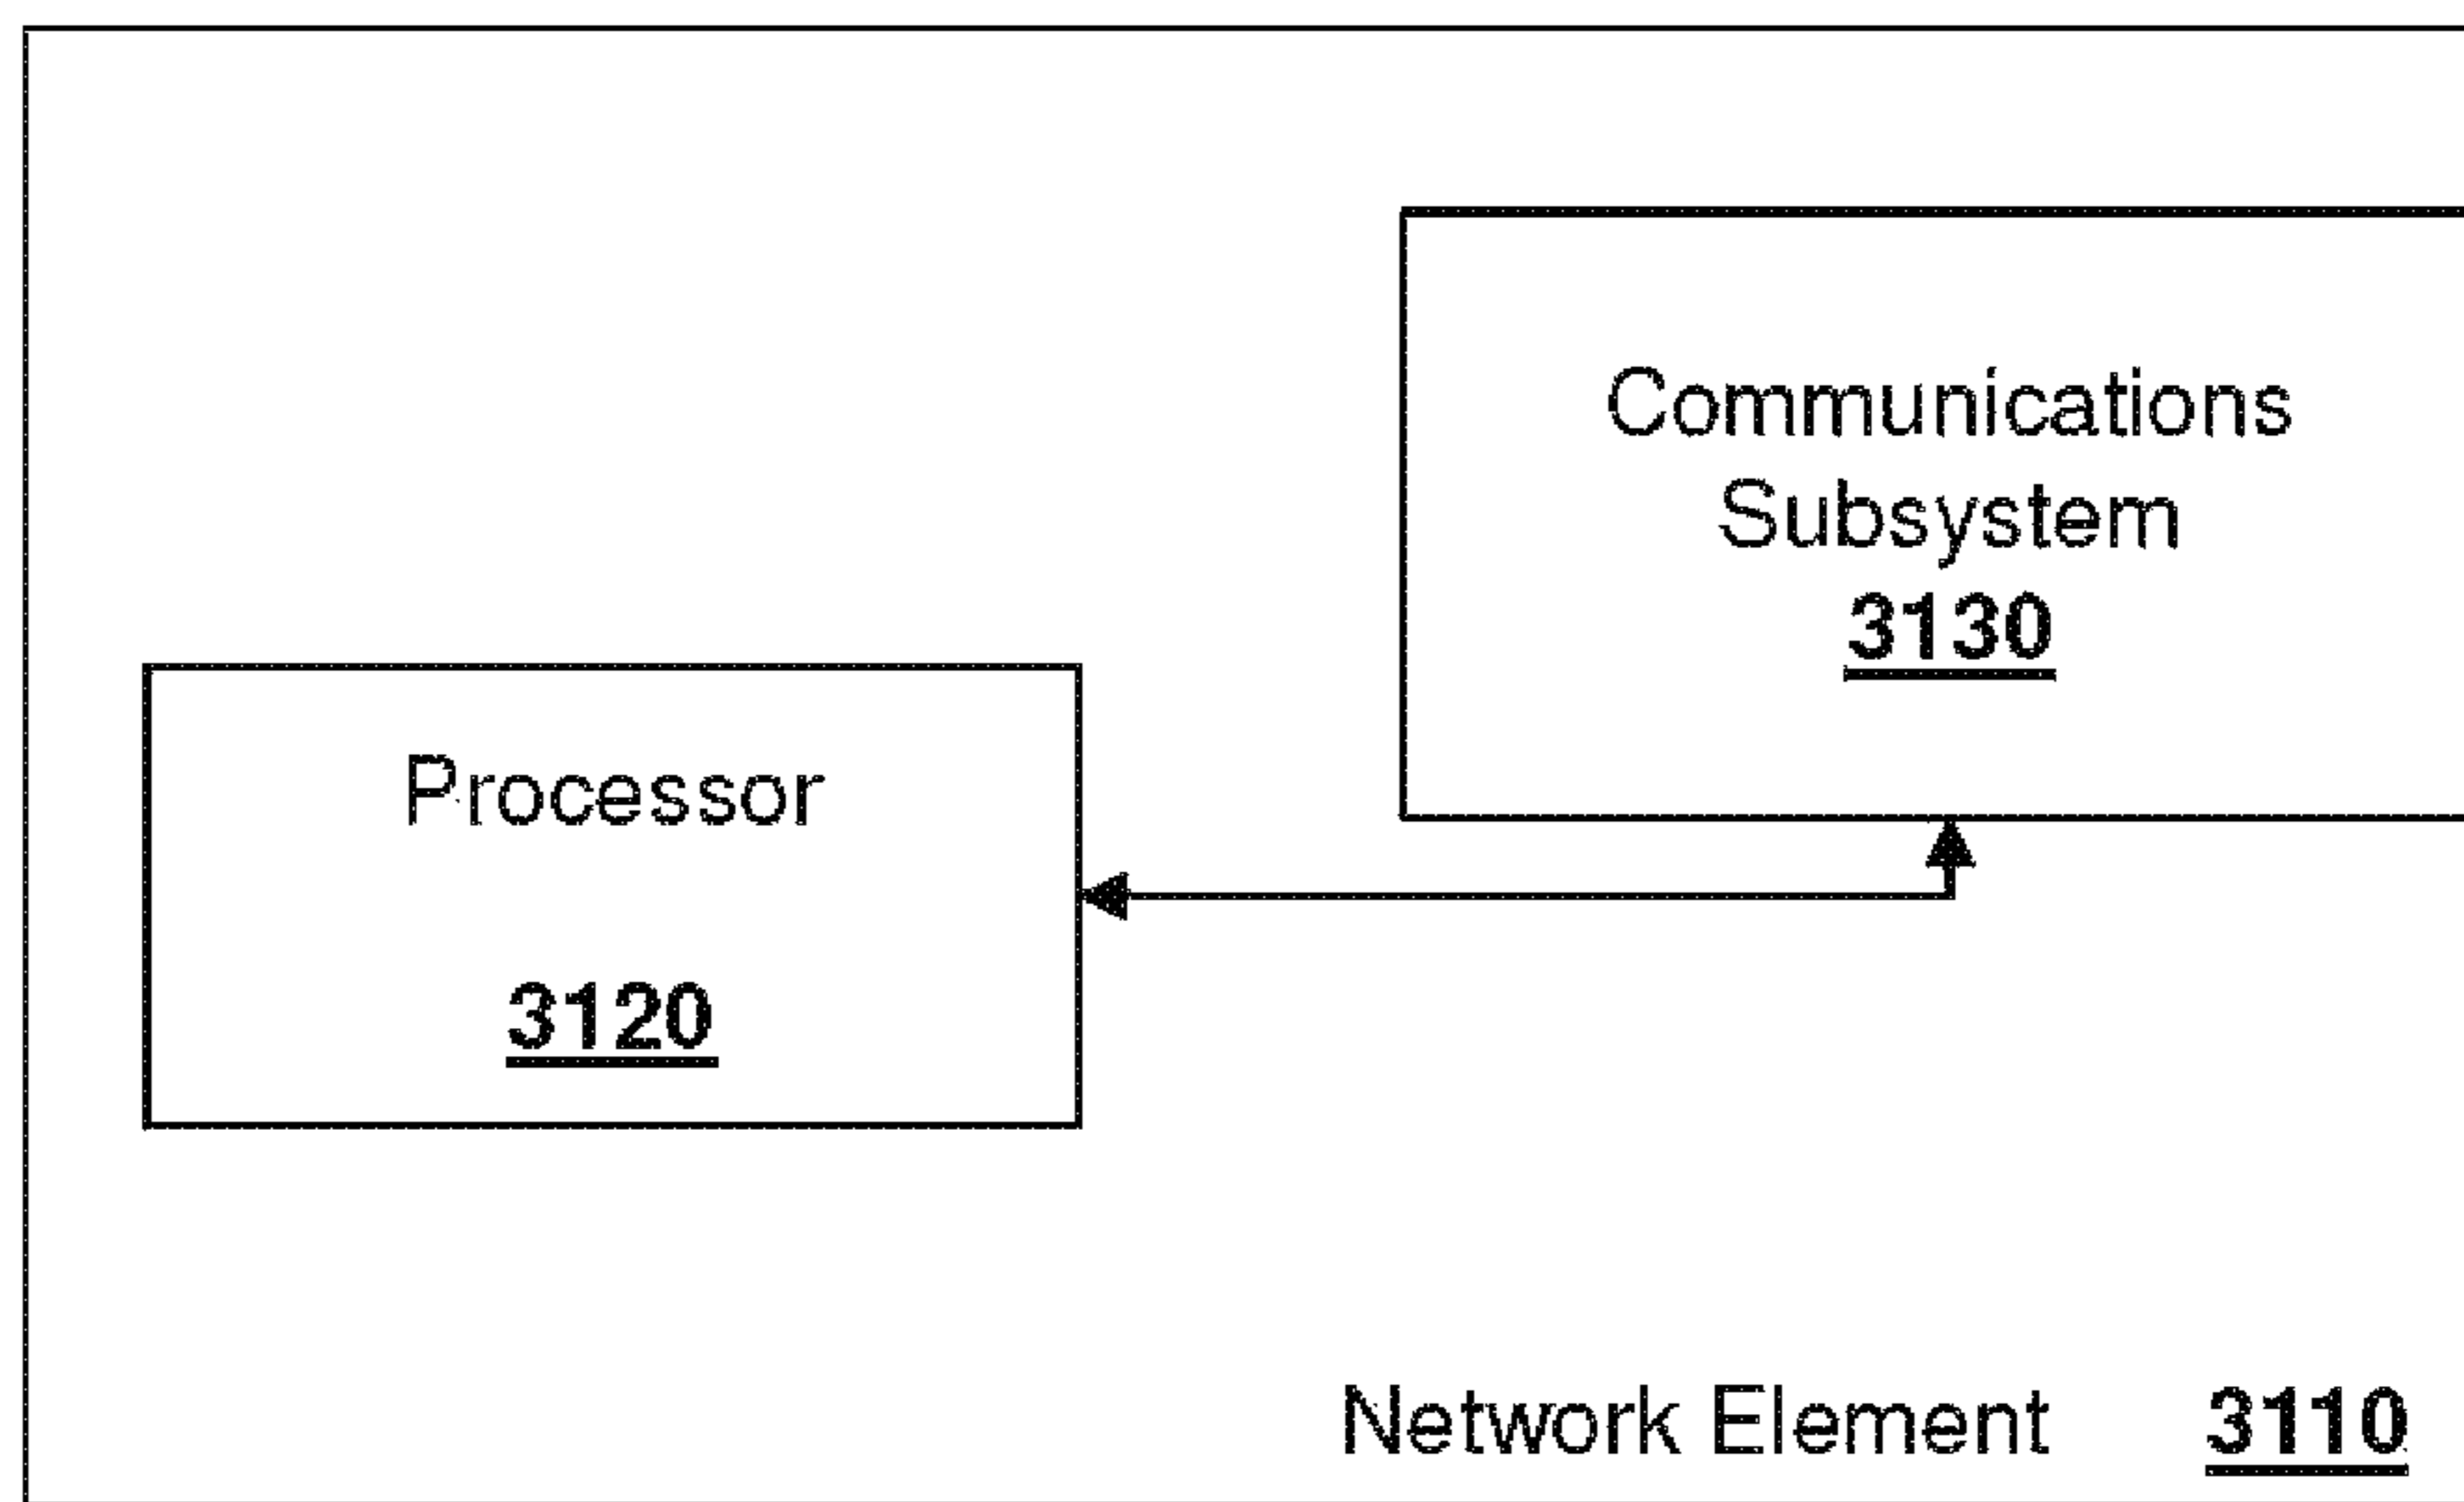 Communications
Subsystem
3130
Processor
3120
Network Element 3110